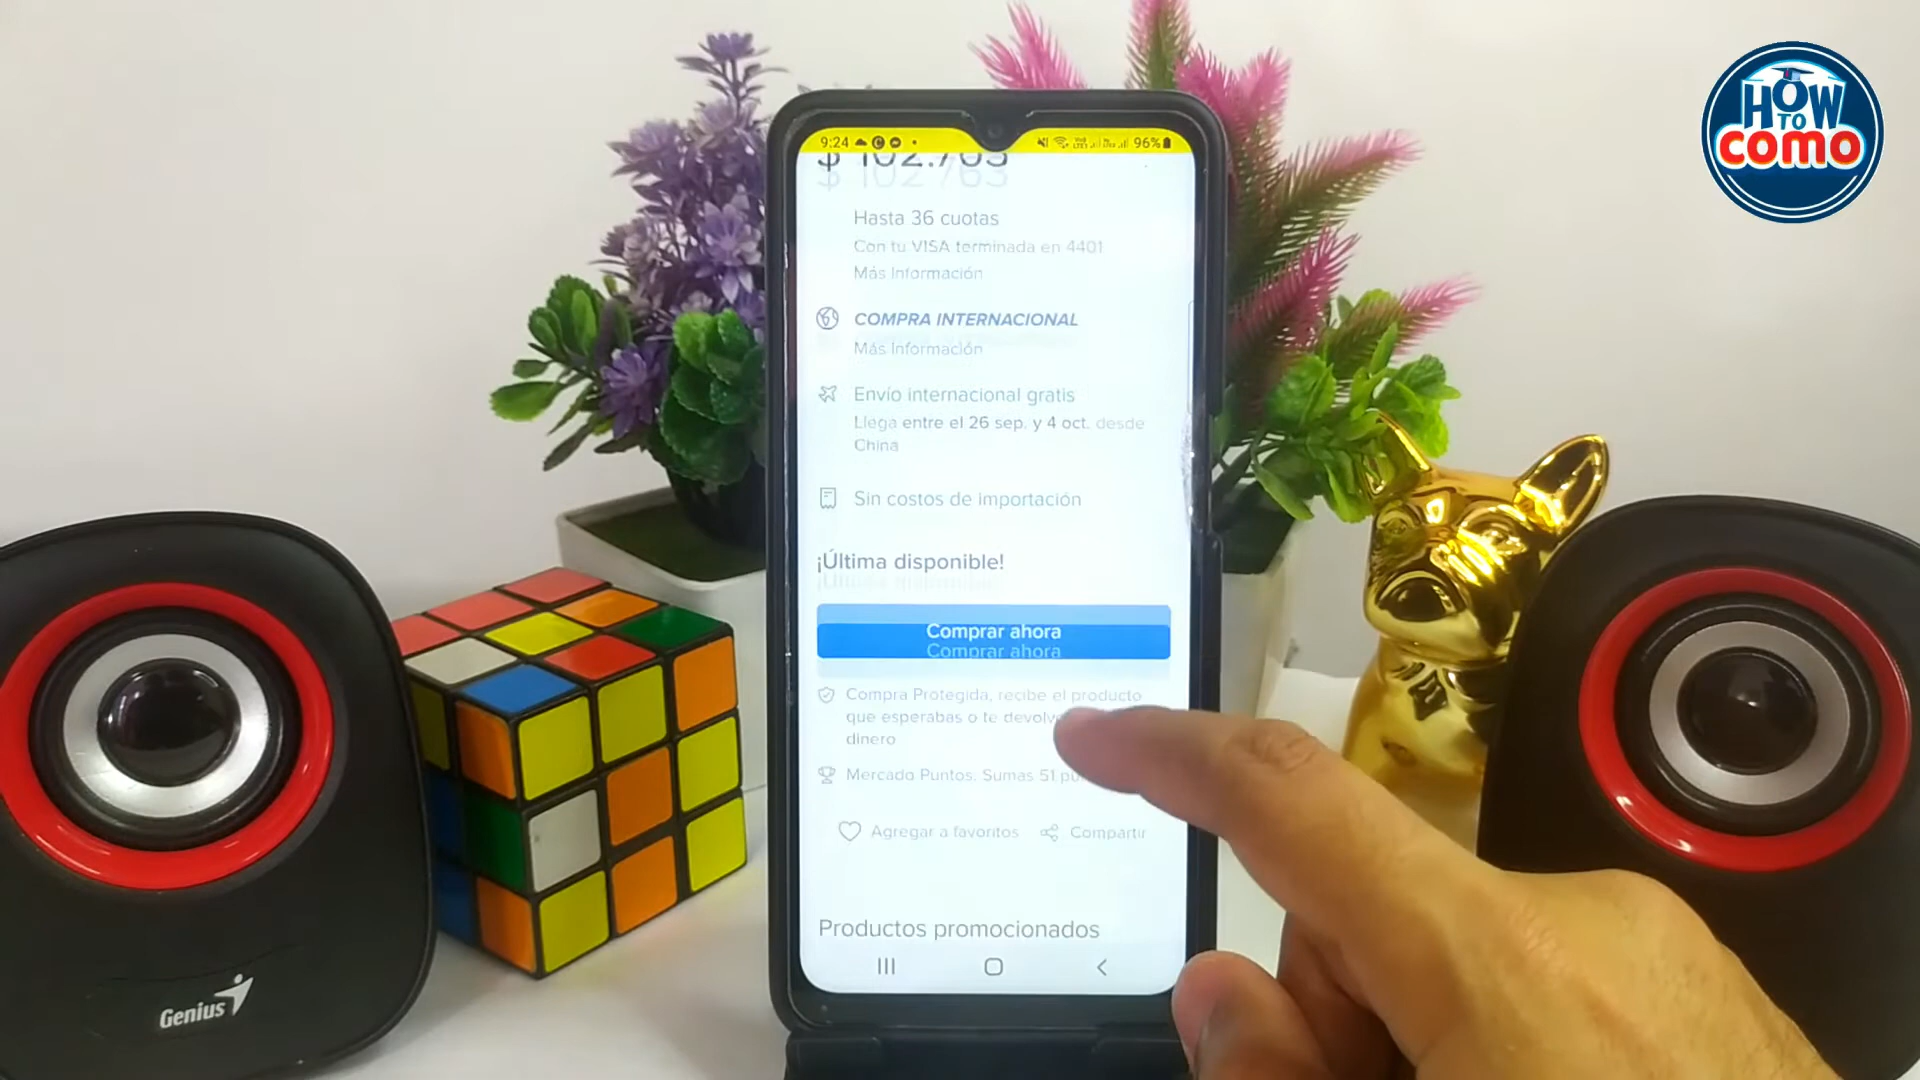 HOW
TO
COMO
9:24
96%
$ 102.763
Hasta 36 cuotas
Con tu VISA terminada en 4401
Más Información
COMPRA INTERNACIONAL
Más Información
Envío internacional gratis
Llega entre el 26 sep. y 4 oct. desde
China
Sin costos de importación
¡Última disponible!
Comprar ahora
Compra Protegida, recibe el producto
que esperabas o te devolv
dinero
Mercado Puntos. Sumas 51 pu
Agregar a favoritos
Compartir
Productos promocionados
Genius